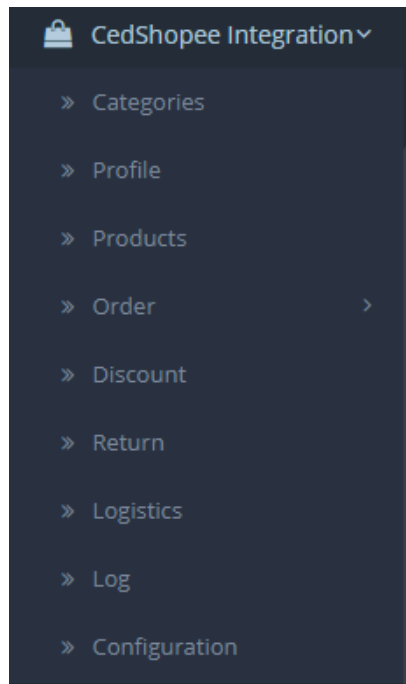 CedShopee Integration
Categories
Profile
Products
Order
Discount
Return
Logistics
Log
Configuration